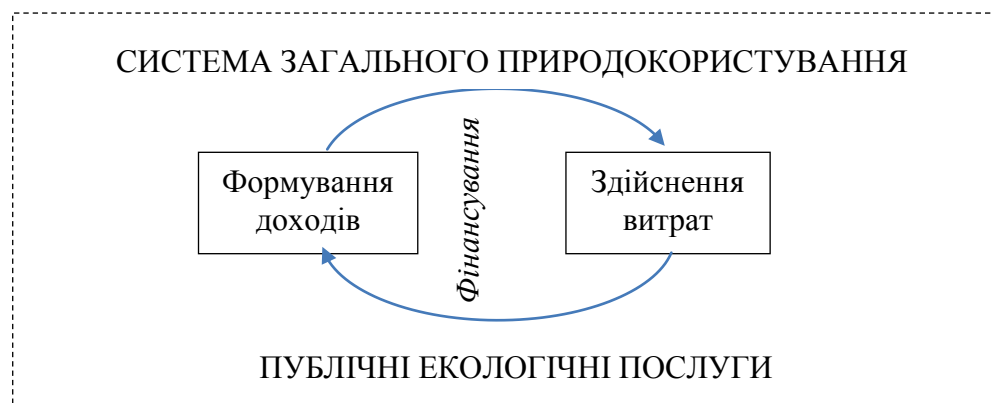 СИСТЕМА ЗАГАЛЬНОГО ПРИРОДОКОРИСТУВАННЯ
Формування
доходів
Фінансування
Здійснення
витрат
ПУБЛІЧНІ ЕКОЛОГІЧНІ ПОСЛУГИ